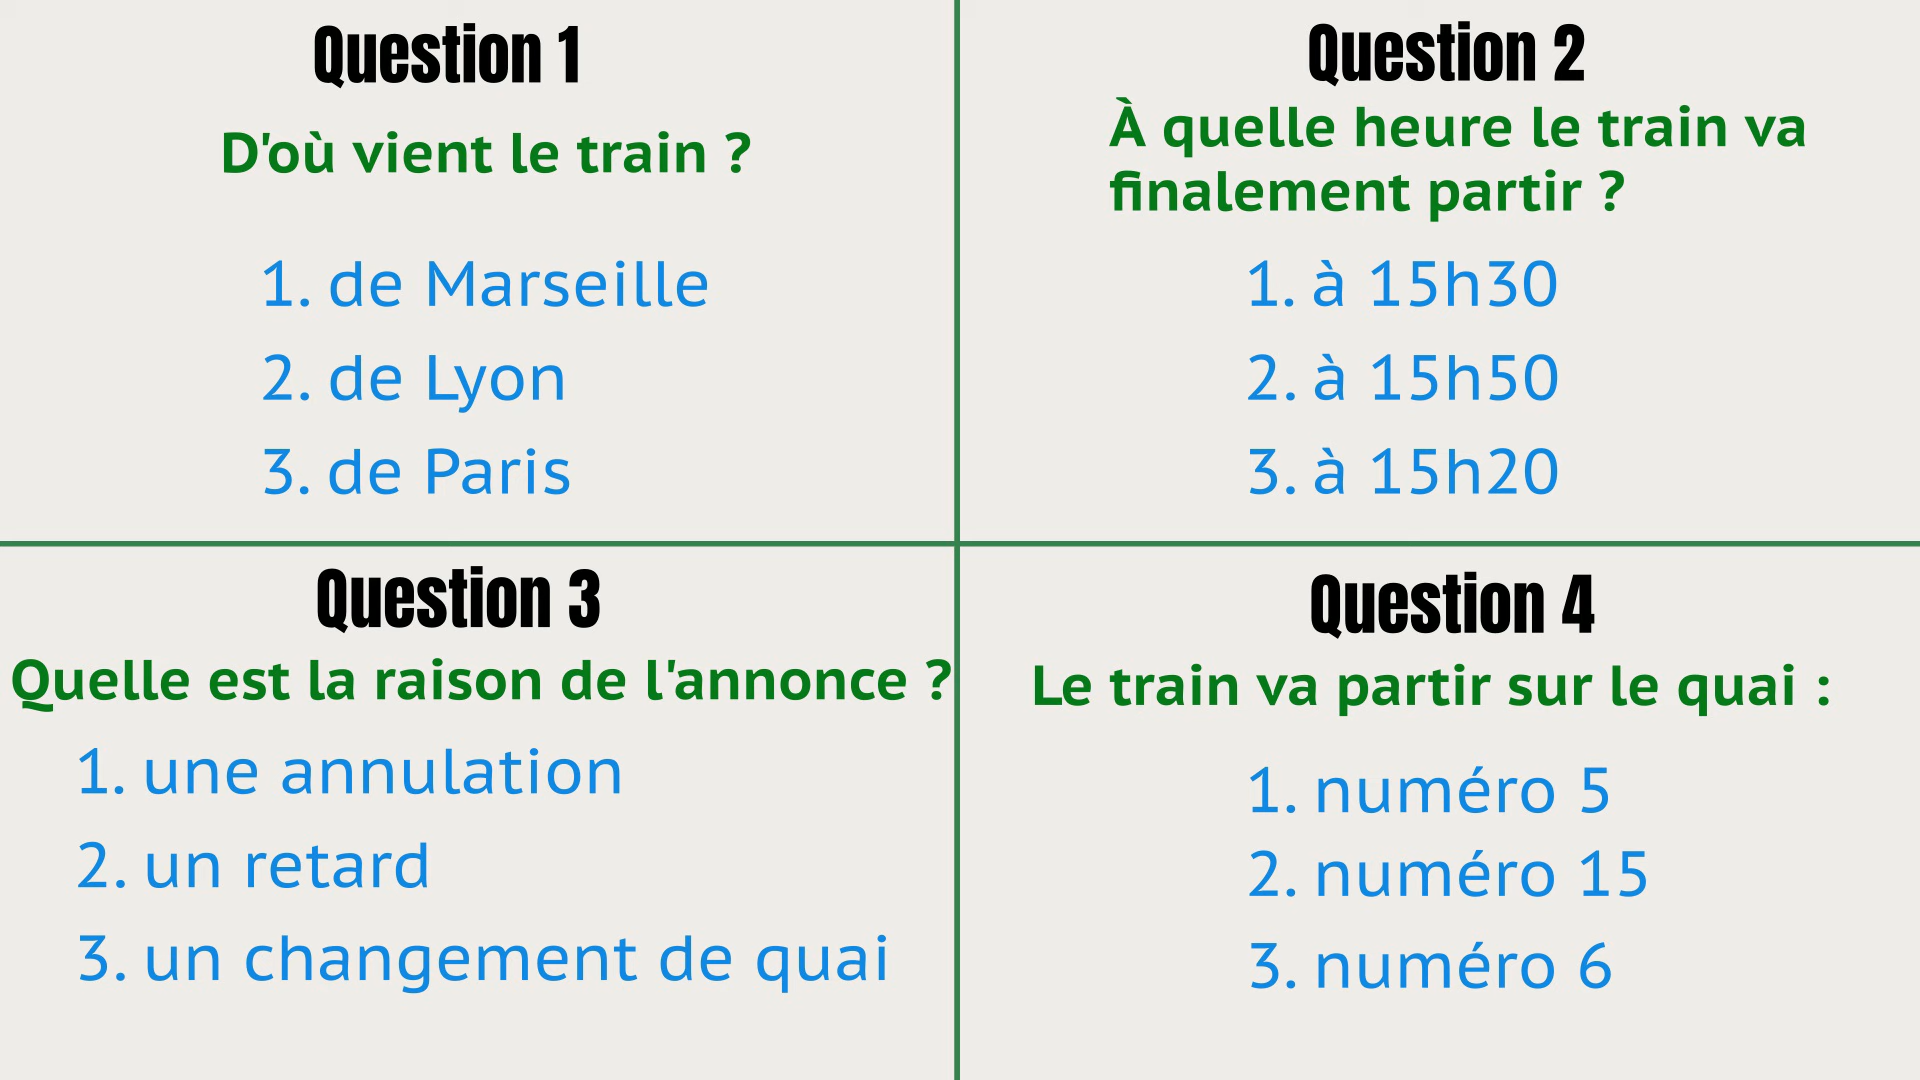 Question 1
D'où vient le train ?
1. de Marseille
2. de Lyon
3. de Paris
Question 2
À quelle heure le train va
finalement partir ?
1. à 15h30
2. à 15h50
3. à 15h20
Question 3
Quelle est la raison de l'annonce ?
1. une annulation
2. un retard
3. un changement de quai
Question 4
Le train va partir sur le quai :
1. numéro 5
2. numéro 15
3. numéro 6